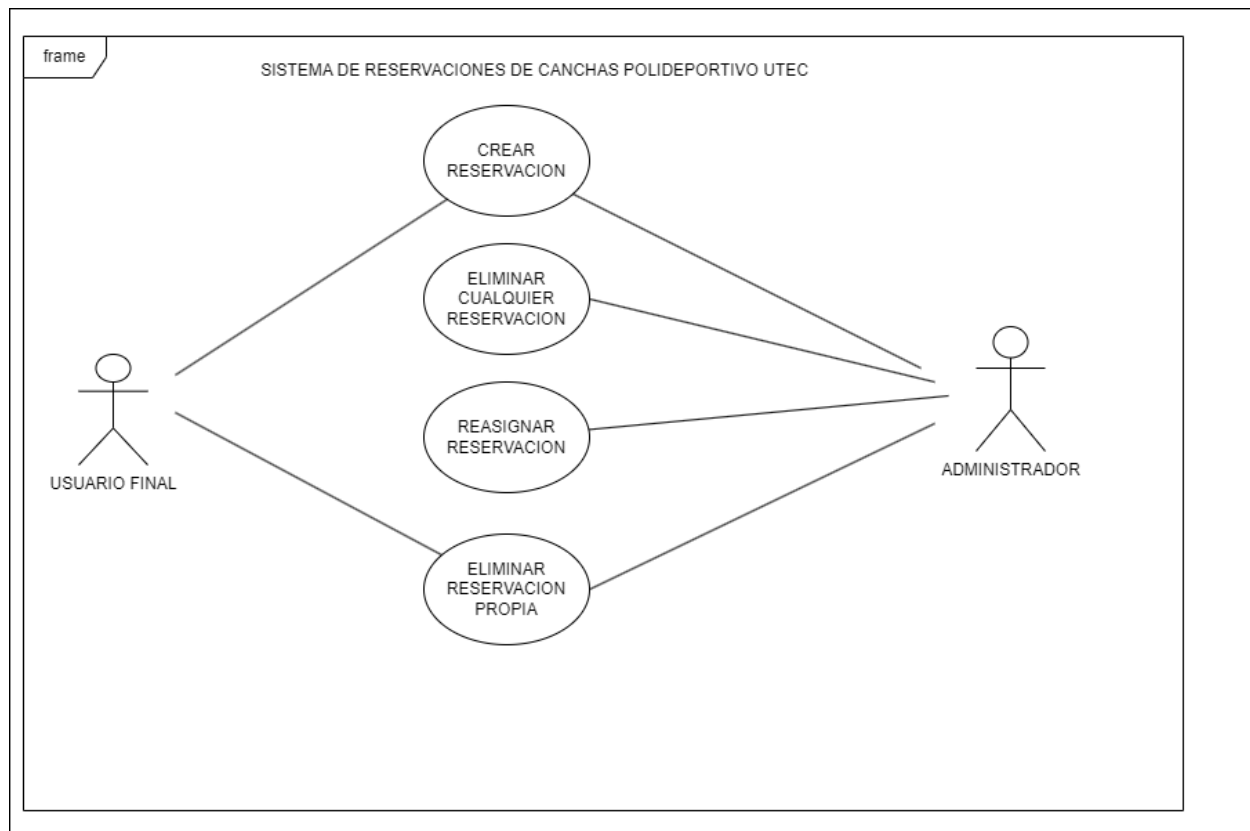 frame
SISTEMA DE RESERVACIONES DE CANCHAS POLIDEPORTIVO UTEC
CREAR
RESERVACION
ELIMINAR
CUALQUIER
RESERVACION
REASIGNAR
RESERVACION
USUARIO FINAL
ADMINISTRADOR
ELIMINAR
RESERVACION
PROPIA